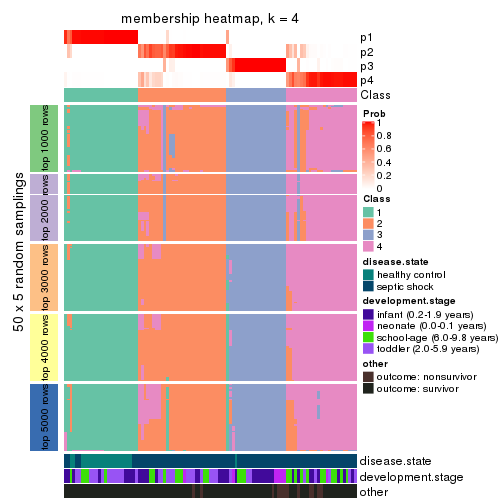 membership heatmap, k = 4
p1
p2
p3
p4
Class
50 x 5 random samplings
top 1000 rows
top 2000 rows
top 3000 rows
top 4000 rows
top 5000 rows
Prob
1
0.8
0.6
0.4
0.2
0
Class
1
2
3
4
disease.state
healthy control
septic shock
development.stage
infant (0.2-1.9 years)
neonate (0.0-0.1 years)
school-age (6.0-9.8 years)
toddler (2.0-5.9 years)
other
outcome: nonsurvivor
outcome: survivor
disease.state
development.stage
other